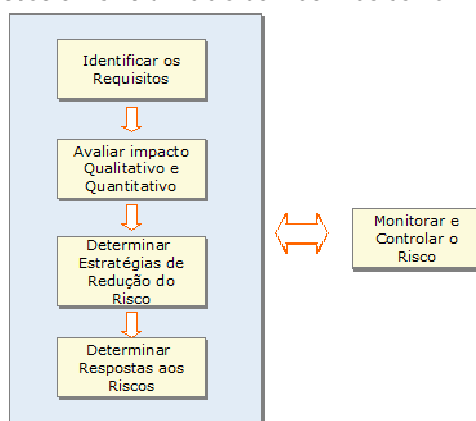 Identificar os
Requisitos
Avaliar impacto
Qualitativo e
Quantitativo
Determinar
Estratégias de
Redução do
Risco
Determinar
Respostas aos
Riscos
Monitorar e
Controlar o
Risco